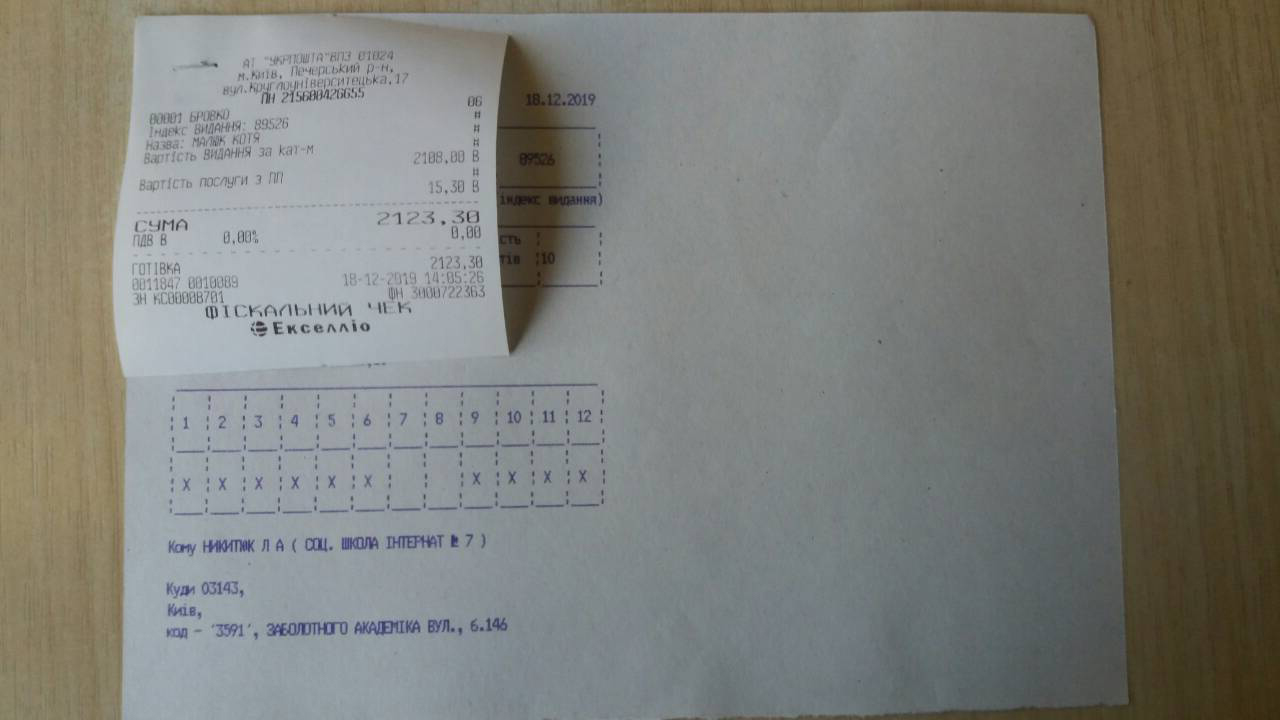 АТ "УКРПОШТА"ВПЗ 01024
м.Київ, Печерський р-н,
вул.Круглоуніверситецька,17
ПН 215600426655
00001 БРОВКО 06
Індекс ВИДАННЯ: 89526 #
Назва: МАЛЮК КОТЯ #
Вартість ВИДАННЯ за кат-м #
2108,00 В
Вартість послуги з ПП #
15,30 В
СУМА 2123,30
ПДВ В 0,00% 0,00
ГОТІВКА 2123,30
0011847 0010089 18-12-2019 14:05:26
ЗН КС00008701 ФН 3000722363
ФІСКАЛЬНИЙ ЧЕК
Екселліо
18.12.2019
89526
індекс видання)
сть
тів 10
1 2 3 4 5 6 7 8 9 10 11 12
X X X X X X X X X X
Кому НИКИТЮК Л А ( СОЦ. ШКОЛА ІНТЕРНАТ № 7 )
Куди 03143,
Київ,
код - '3591', ЗАБОЛОТНОГО АКАДЕМІКА ВУЛ., б.146